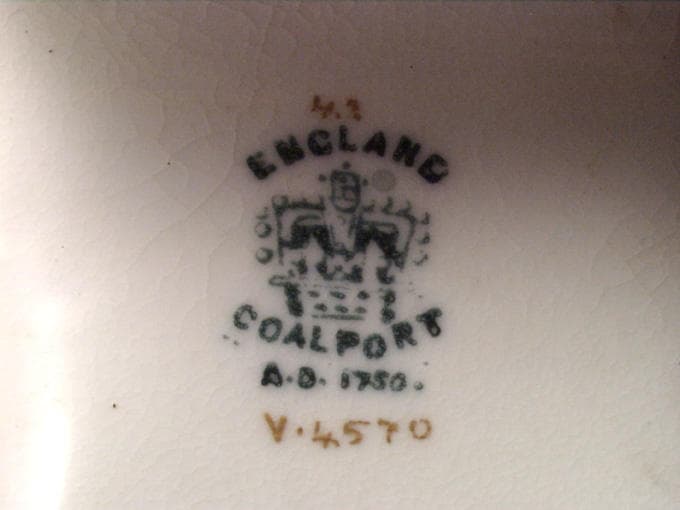 ENGLAND
COALPORT
A.D. 1750.
V.4570